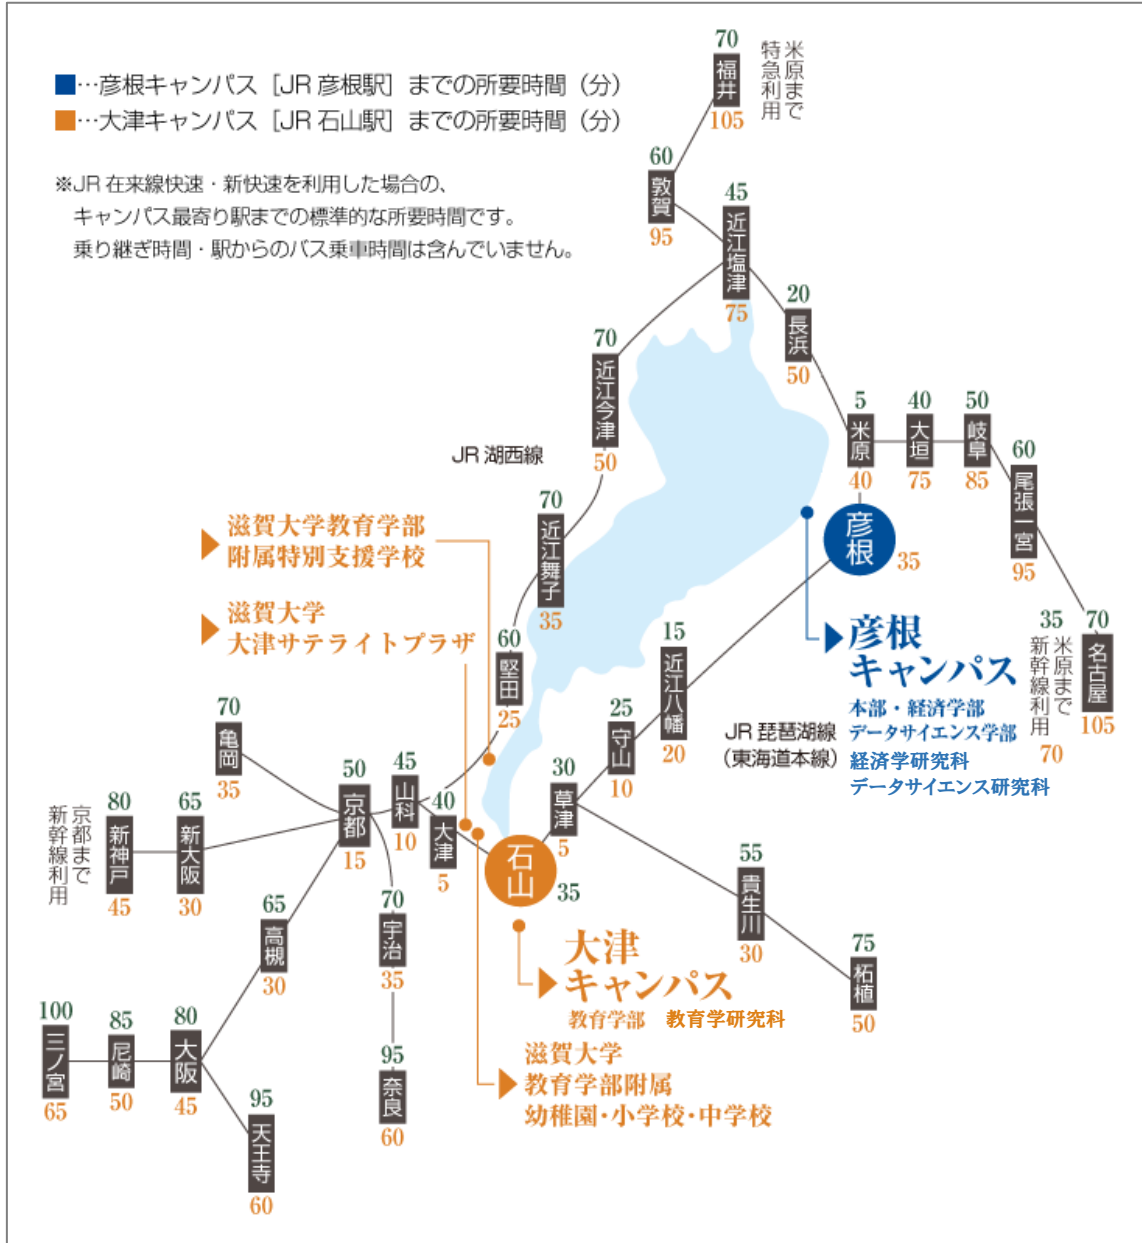 ■…彦根キャンパス［JR 彦根駅］までの所要時間（分）
■…大津キャンパス［JR 石山駅］までの所要時間（分）
※JR 在来線快速・新快速を利用した場合の、
キャンパス最寄り駅までの標準的な所要時間です。
乗り継ぎ時間・駅からのバス乗車時間は含んでいません。
70
福井
105
米原まで
特急利用
60
敦賀
95
45
近江塩津
75
20
長浜
50
70
近江今津
50
JR 湖西線
5
米原
40
40
大垣
75
50
岐阜
85
60
尾張一宮
95
70
名古屋
105
35
米原まで
新幹線利用
70
彦根
35
彦根
キャンパス
本部・経済学部
データサイエンス学部
経済学研究科
データサイエンス研究科
滋賀大学教育学部
附属特別支援学校
滋賀大学
大津サテライトプラザ
70
近江舞子
35
60
堅田
25
15
近江八幡
20
JR 琵琶湖線
（東海道本線）
25
守山
10
30
草津
5
70
亀岡
35
50
京都
15
45
山科
10
40
大津
5
石山
35
80
新神戸
45
京都まで
新幹線利用
65
新大阪
30
55
貴生川
30
75
柘植
50
65
高槻
30
70
宇治
35
大津
キャンパス
教育学部　教育学研究科
滋賀大学
教育学部附属
幼稚園・小学校・中学校
100
三ノ宮
65
85
尼崎
50
80
大阪
45
95
天王寺
60
95
奈良
60